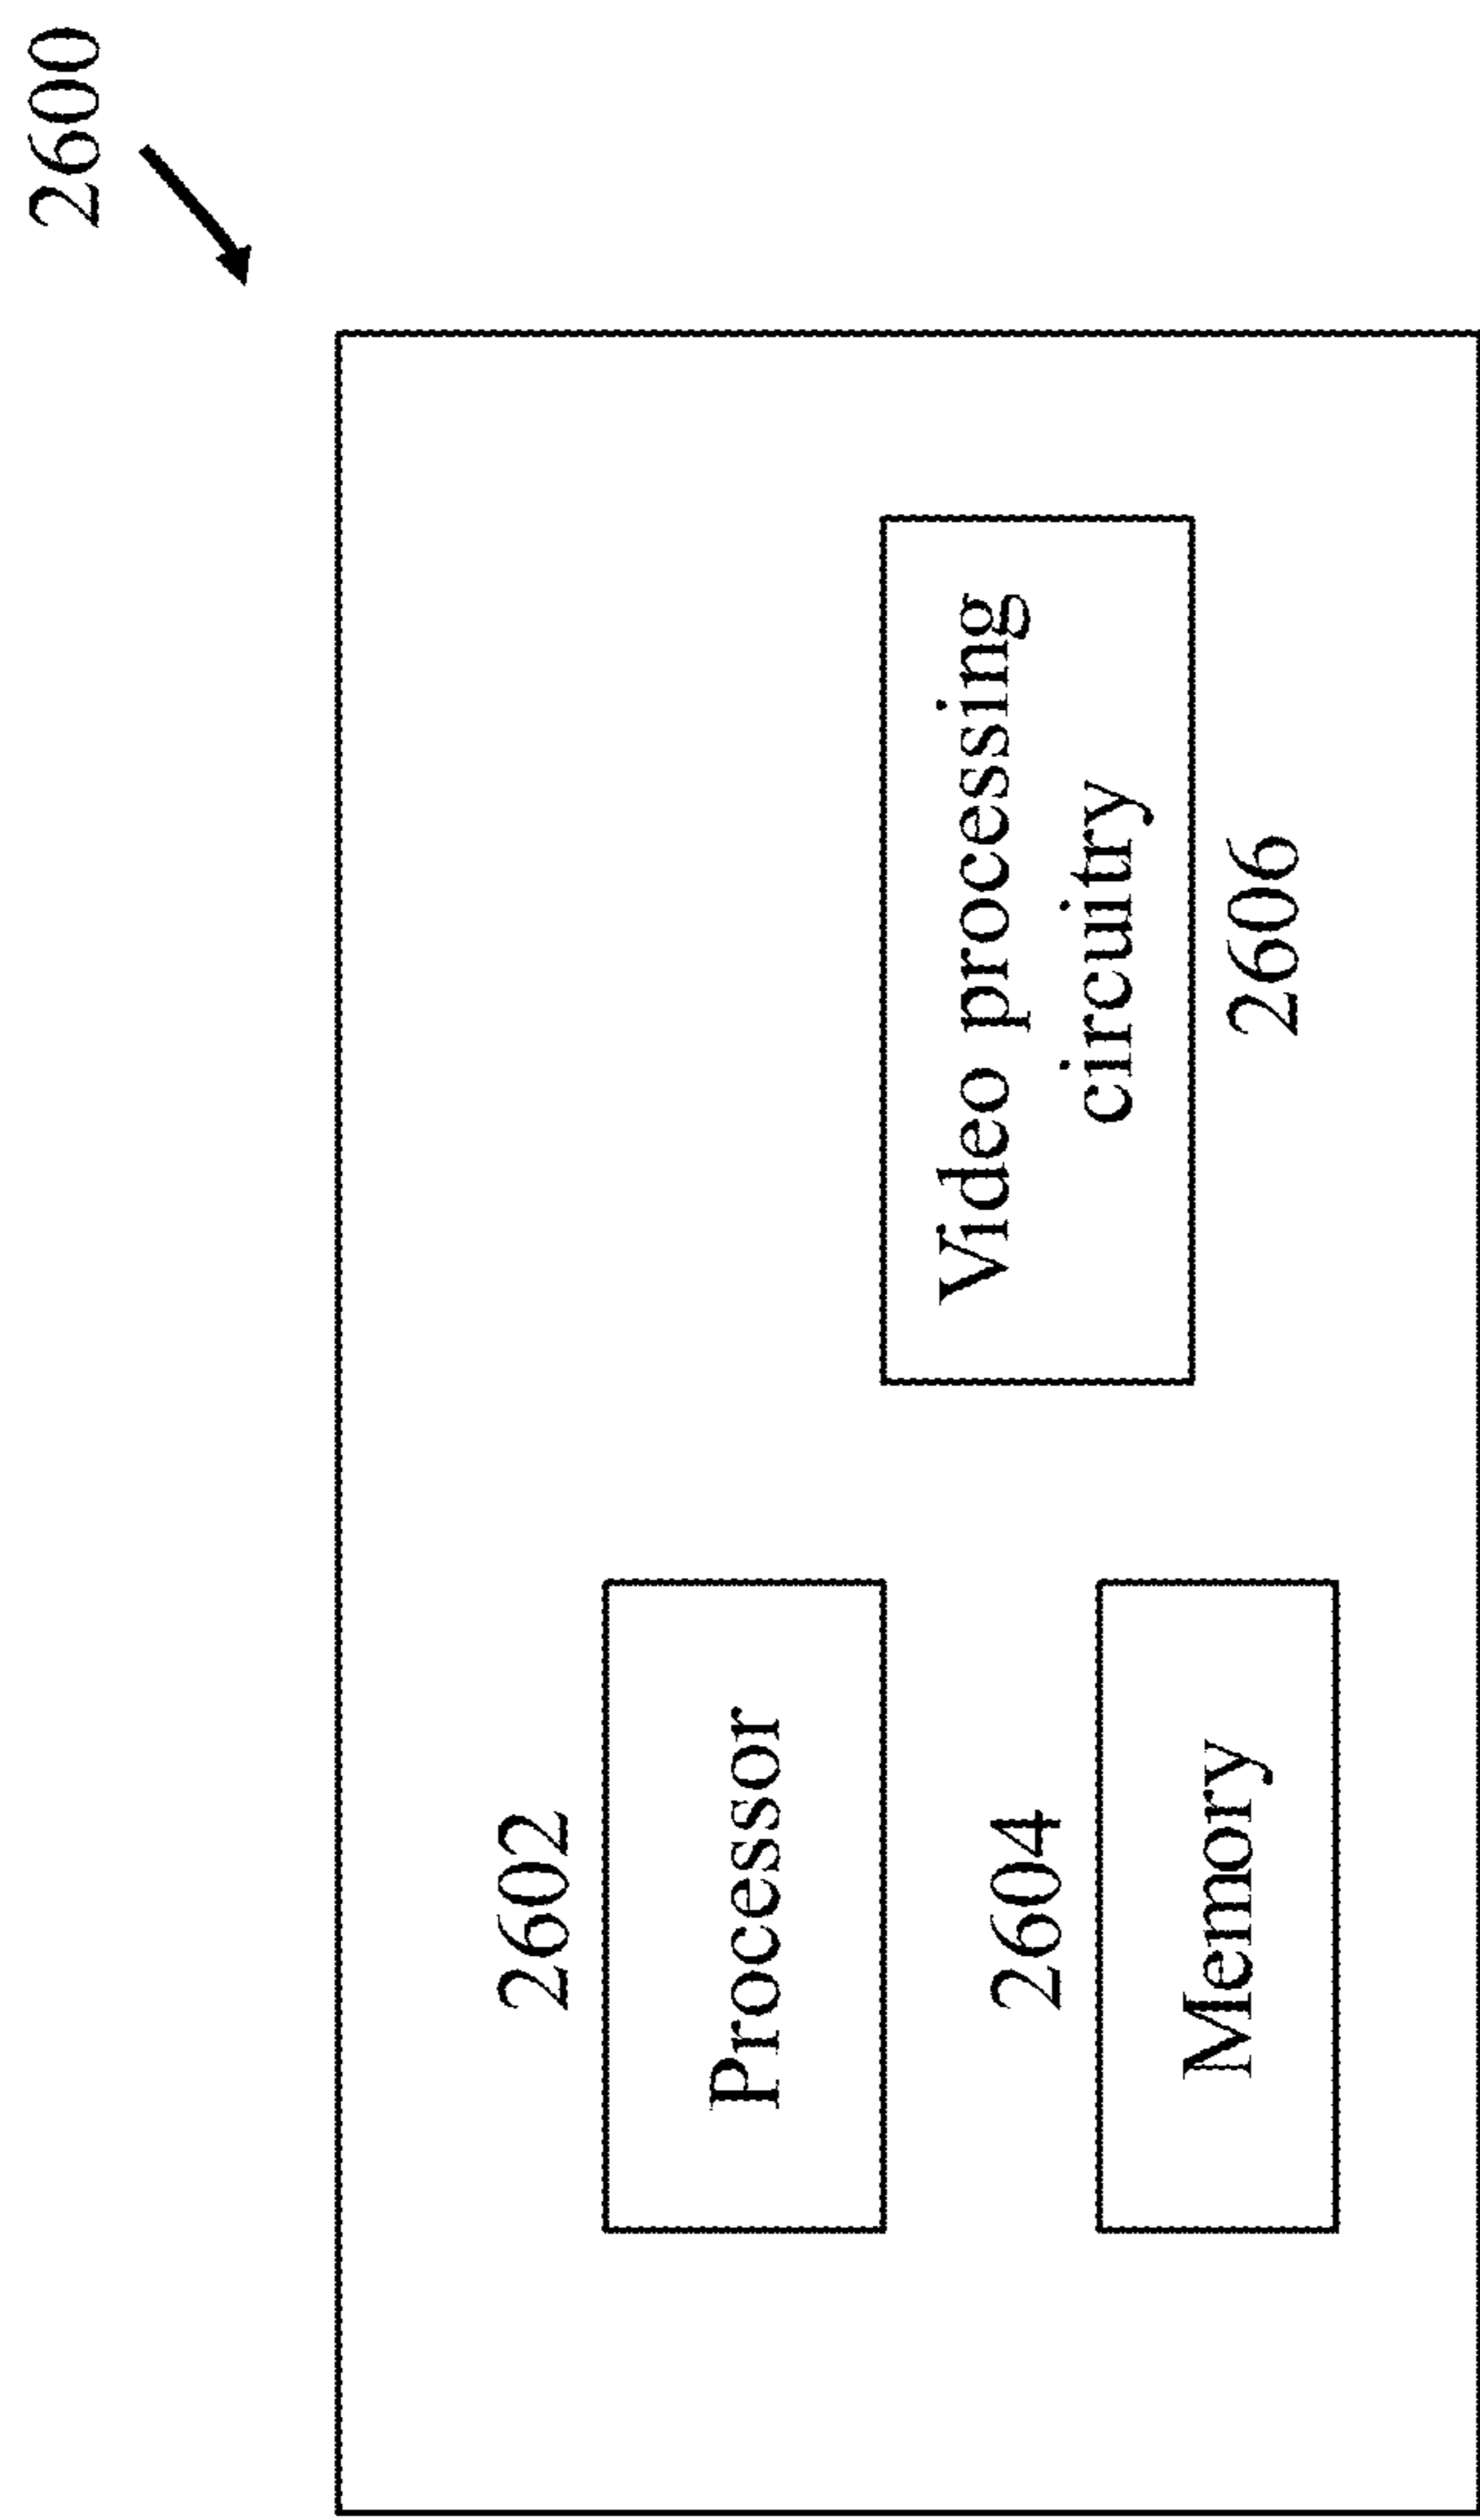 2600
2602
Processor
2604
Memory
Video processing
circuitry
2606